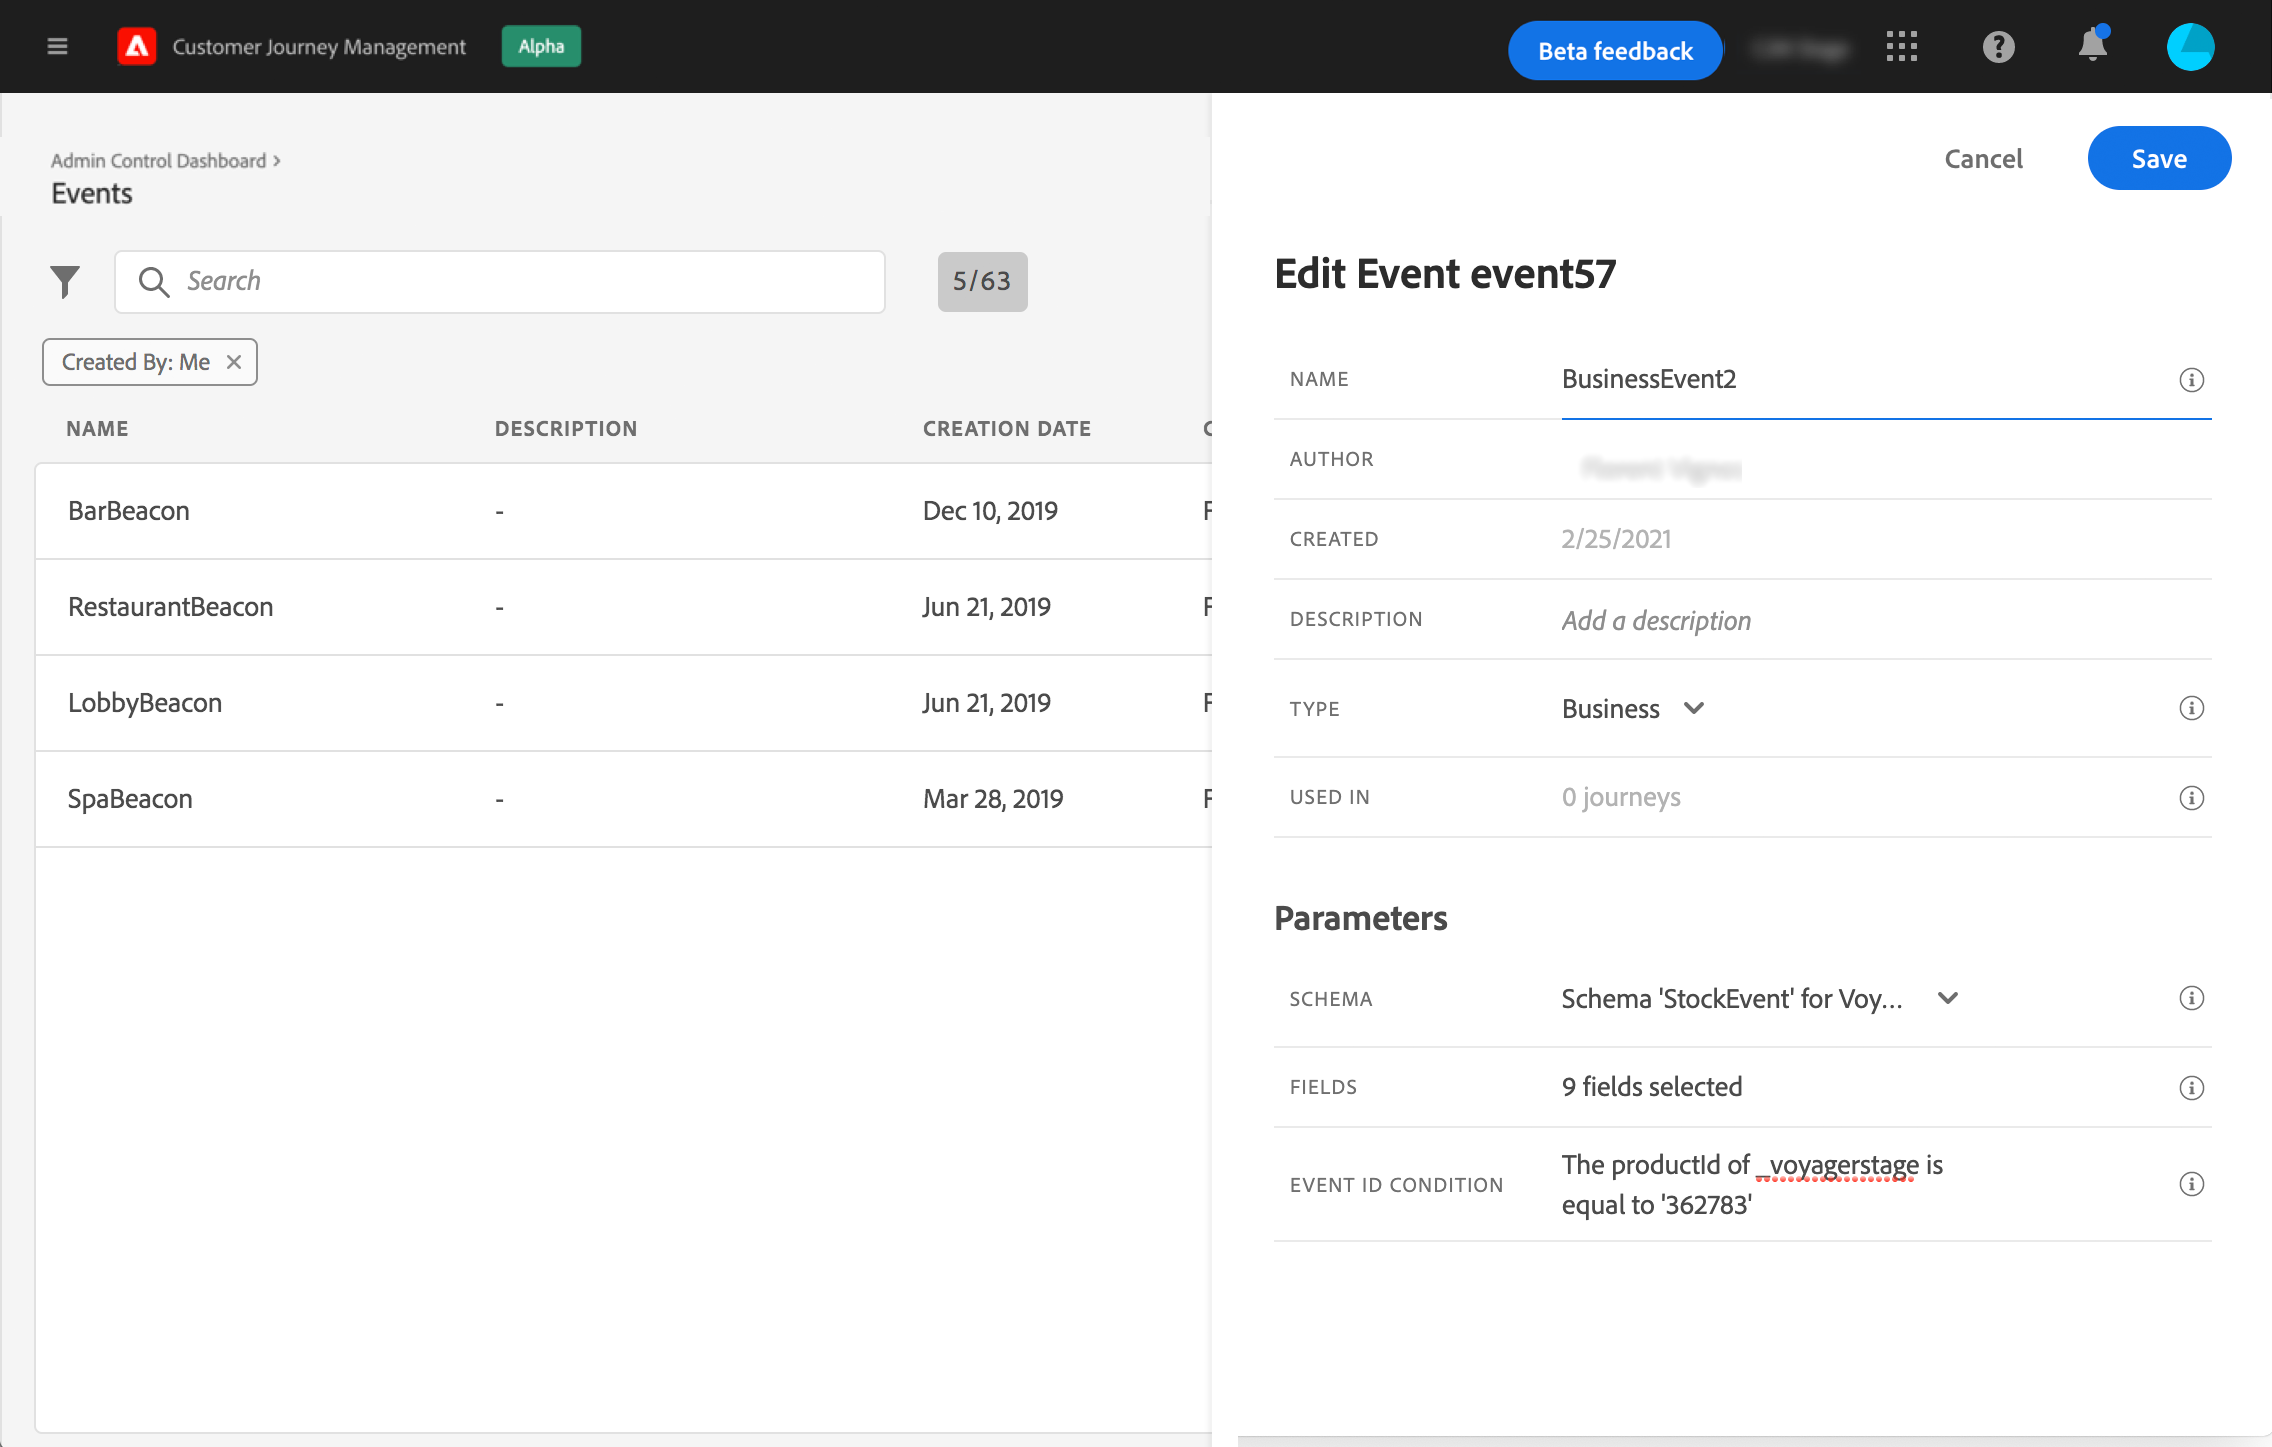 Customer Journey Management
Alpha
Beta feedback
Admin Control Dashboard >
Events
Search
5/63
Created By: Me
NAME DESCRIPTION CREATION DATE
BarBeacon - Dec 10, 2019
RestaurantBeacon - Jun 21, 2019
LobbyBeacon - Jun 21, 2019
SpaBeacon - Mar 28, 2019
Cancel
Save
Edit Event event57
NAME BusinessEvent2
AUTHOR
CREATED 2/25/2021
DESCRIPTION Add a description
TYPE Business
USED IN 0 journeys
Parameters
SCHEMA Schema 'StockEvent' for Voy...
FIELDS 9 fields selected
EVENT ID CONDITION The productId of _voyagerstage is
equal to '362783'